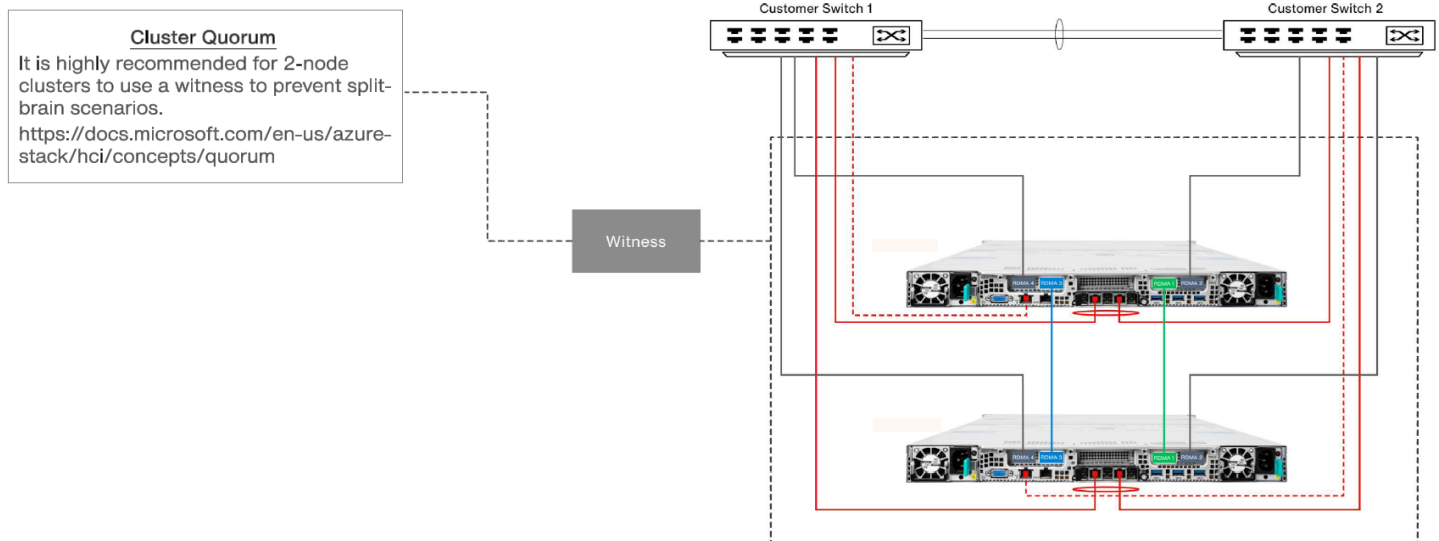 Cluster Quorum
It is highly recommended for 2-node
clusters to use a witness to prevent split-
brain scenarios.
https://docs.microsoft.com/en-us/azure-
stack/hci/concepts/quorum
Witness
Customer Switch 1
Customer Switch 2
RDMA 4 RDMA 3 RDMA 1 RDMA 2
RDMA 4 RDMA 3 RDMA 1 RDMA 2